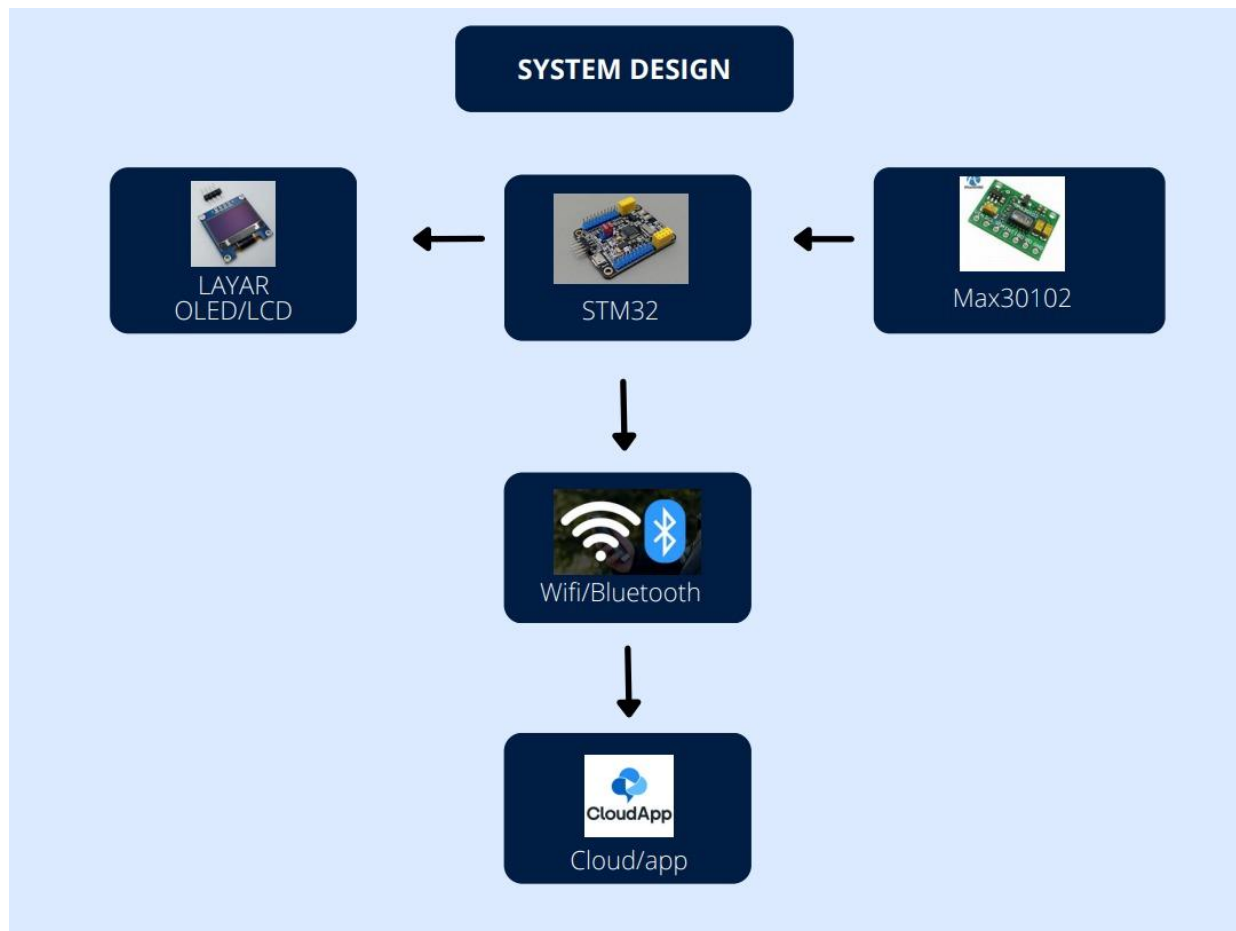 SYSTEM DESIGN
LAYAR
OLED/LCD
STM32
Max30102
Wifi/Bluetooth
CloudApp
Cloud/app